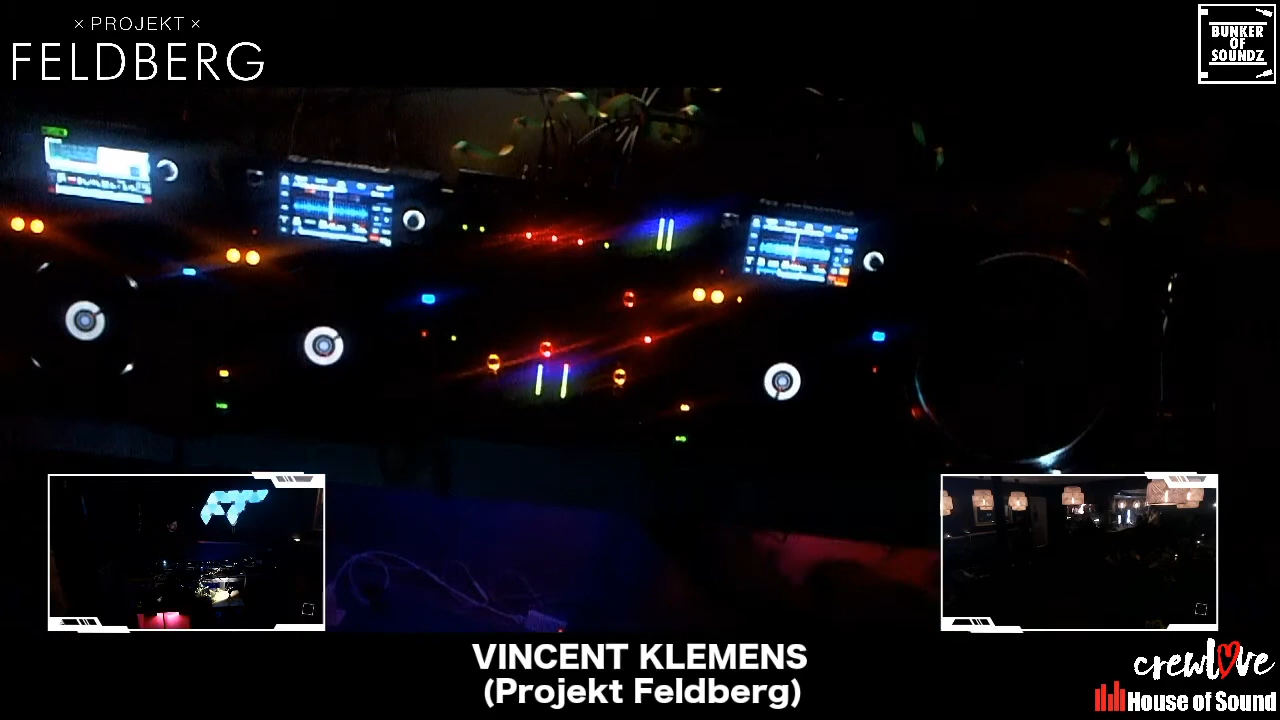 × PROJEKT ×
FELDBERG
BUNKER
OF
SOUNDZ
VINCENT KLEMENS
(Projekt Feldberg)
crewlove
House of Sound